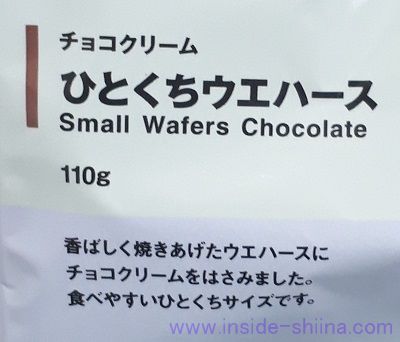 チョコクリーム
ひとくちウエハース
Small Wafers Chocolate
110g
香ばしく焼きあげたウエハースに
チョコクリームをはさみました。
食べやすいひとくちサイズです。
www.inside-shiina.com/